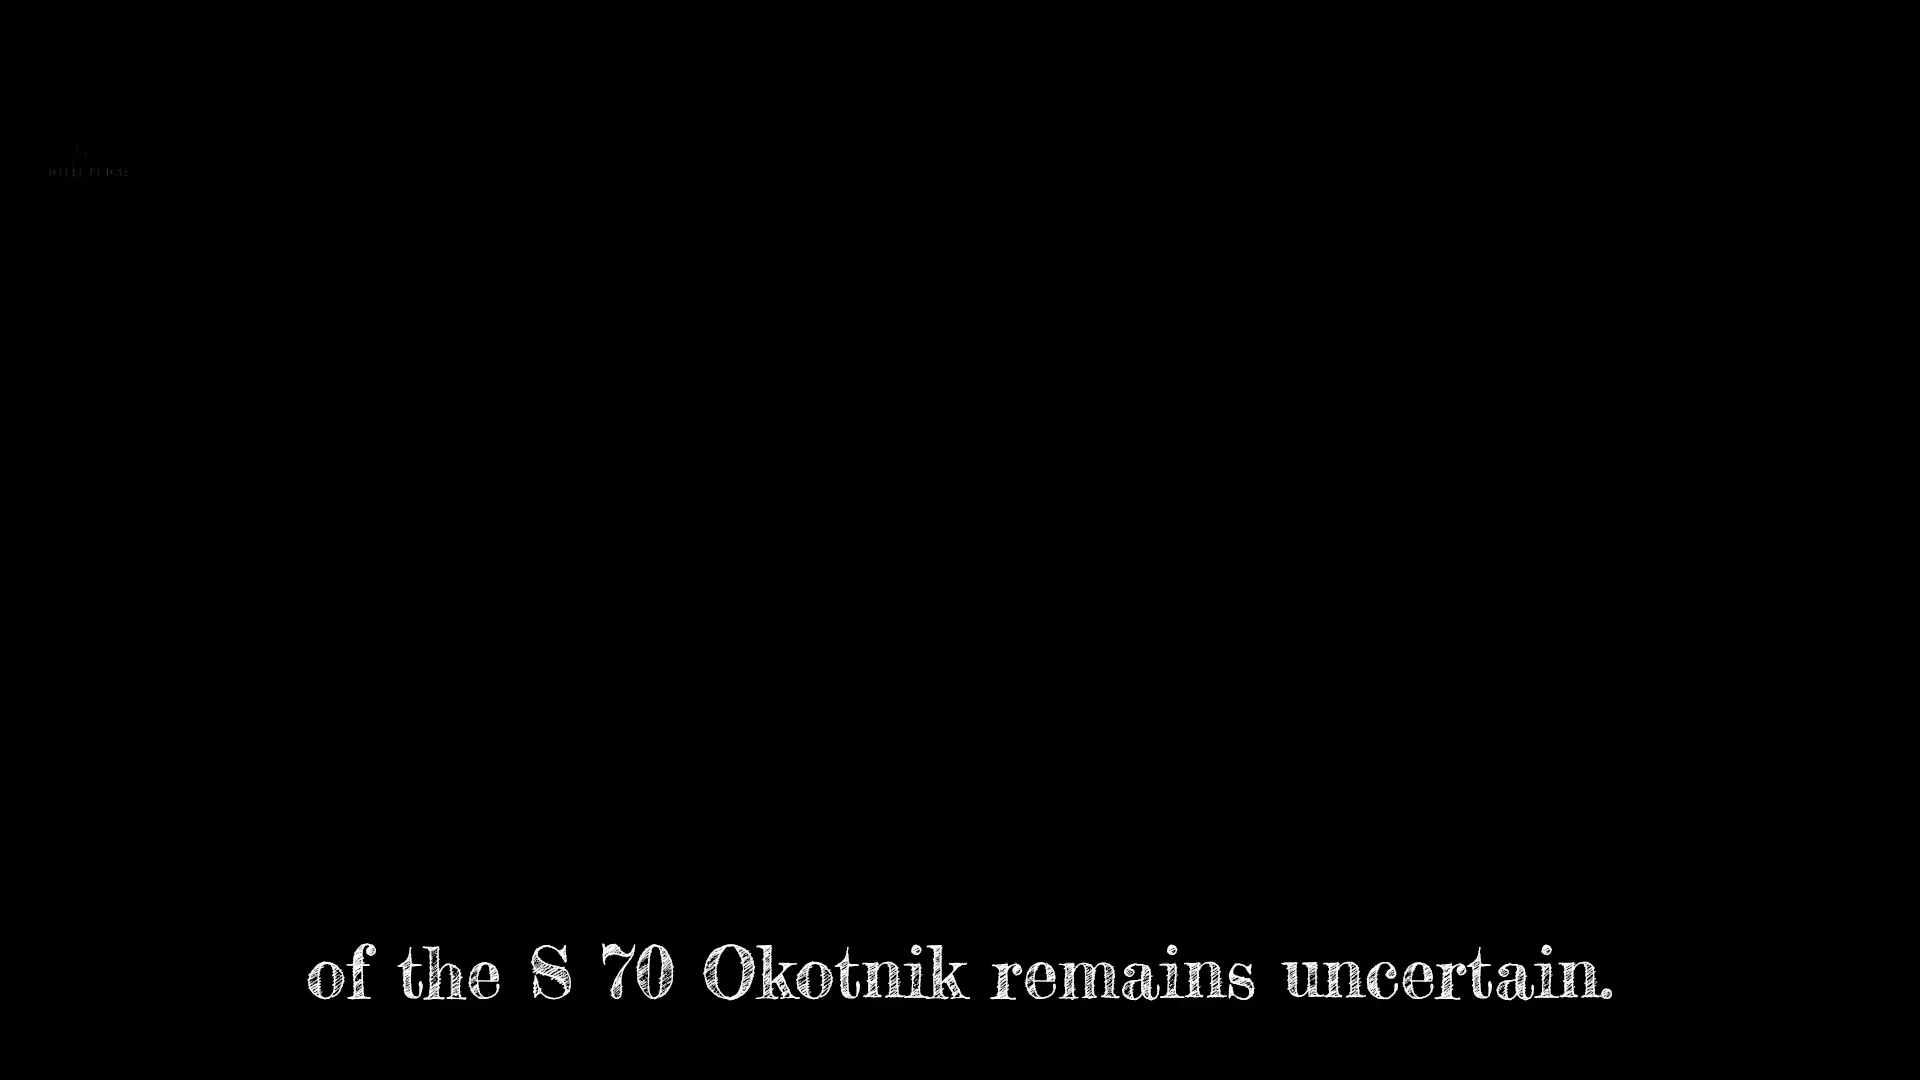 of the S 70 Okotnik remains uncertain.